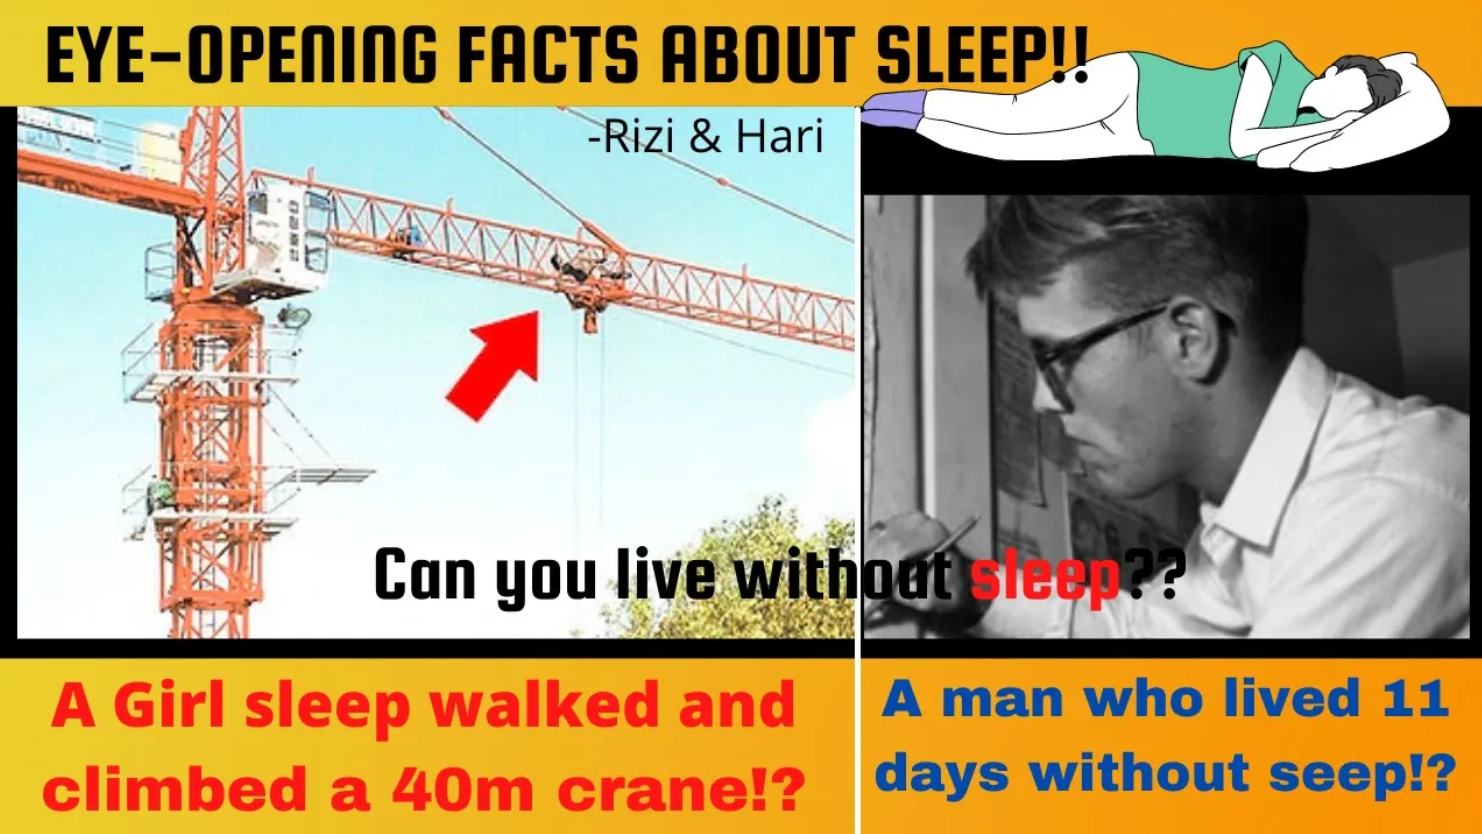 EYE-OPENING FACTS ABOUT SLEEP!!
-Rizi & Hari
Can you live without sleep??
A Girl sleep walked and
climbed a 40m crane!?
A man who lived 11
days without seep!?